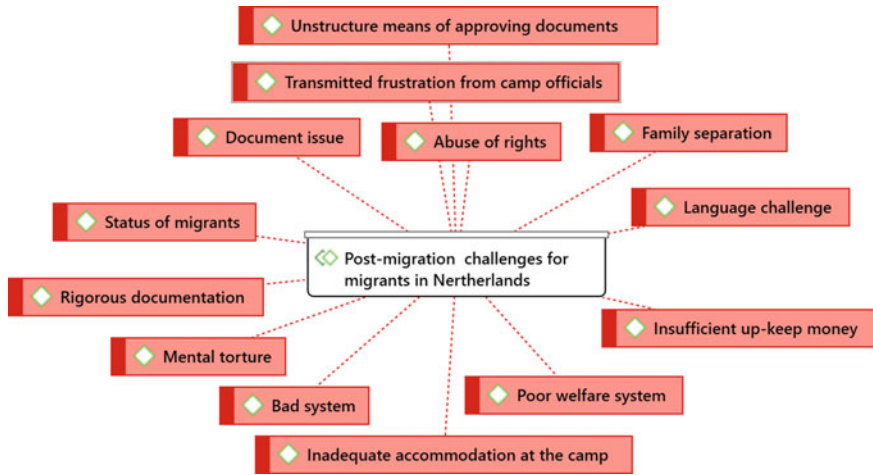 Unstructure means of approving documents
Transmitted frustration from camp officials
Document issue
Abuse of rights
Family separation
Status of migrants
Language challenge
Post-migration challenges for
migrants in Nertherlands
Rigorous documentation
Insufficient up-keep money
Mental torture
Bad system
Poor welfare system
Inadequate accommodation at the camp